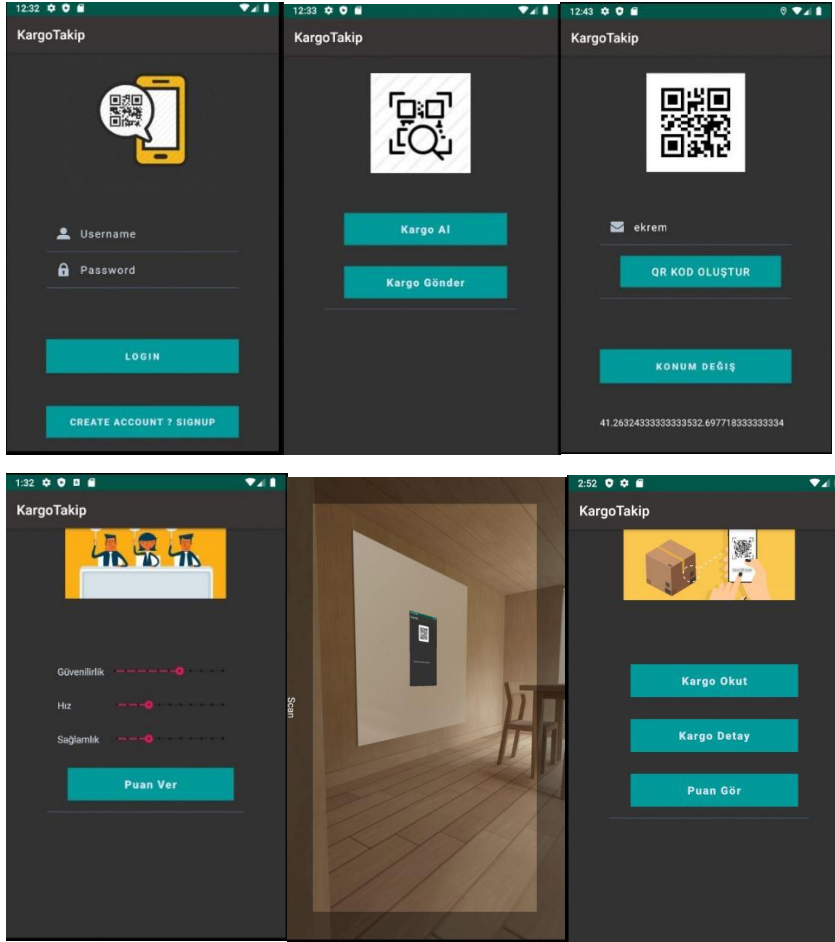 12:32
KargoTakip
Username
Password
LOGIN
CREATE ACCOUNT ? SIGNUP
12:33
KargoTakip
Kargo Al
Kargo Gönder
12:43
KargoTakip
ekrem
QR KOD OLUŞTUR
KONUM DEĞIŞ
41.26324333333333532.697718333333334
1:32
KargoTakip
Güvenilirlik
Hız
Sağlamlık
Puan Ver
Scan
2:52
KargoTakip
Kargo Okut
Kargo Detay
Puan Gör